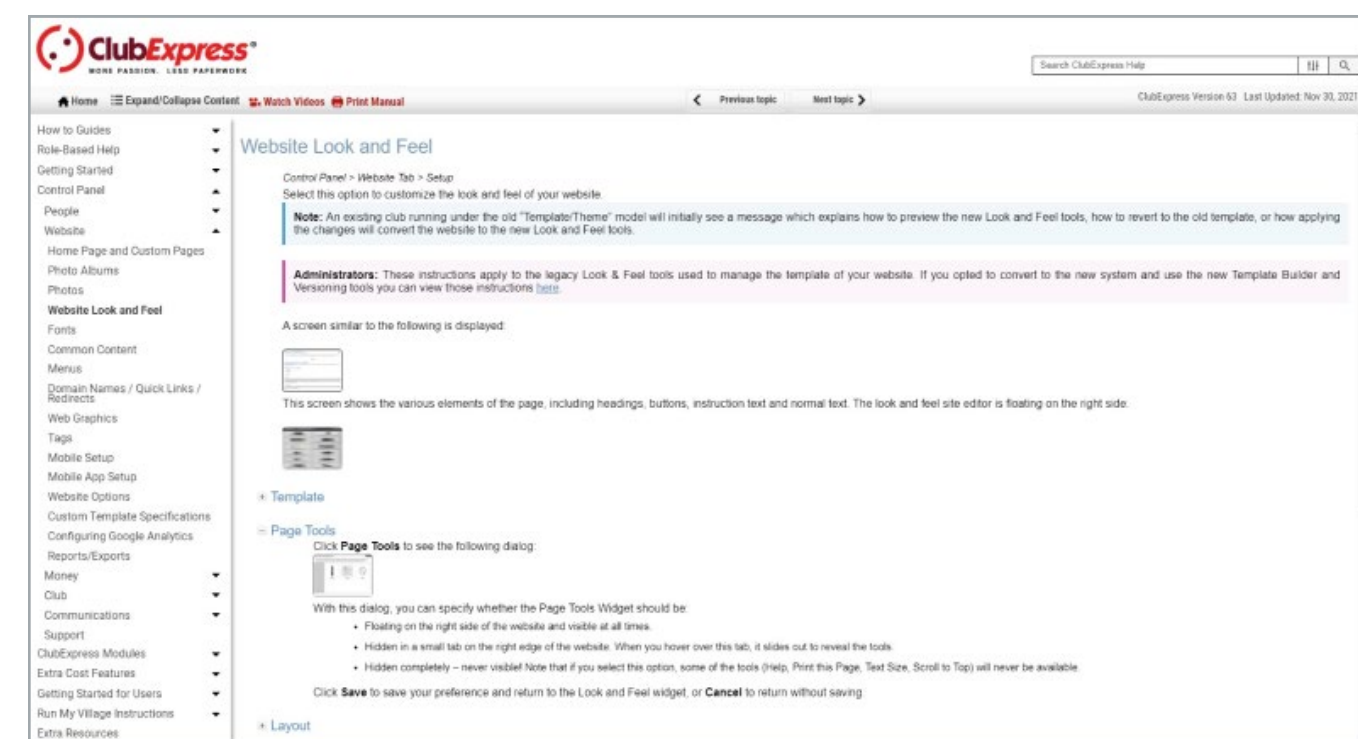 ClubExpress®
MORE PASSION. LESS PAPERWORK
Search ClubExpress Help
Home Expand/Collapse Content Watch Videos Print Manual
Previous topic Next topic
ClubExpress Version 63 Last Updated: Nov 30, 2021
How to Guides
Role-Based Help
Getting Started
Control Panel
People
Website
Home Page and Custom Pages
Photo Albums
Photos
Website Look and Feel
Fonts
Common Content
Menus
Domain Names / Quick Links /
Redirects
Web Graphics
Tags
Mobile Setup
Mobile App Setup
Website Options
Custom Template Specifications
Configuring Google Analytics
Reports/Exports
Money
Club
Communications
Support
ClubExpress Modules
Extra Cost Features
Getting Started for Users
Run My Village Instructions
Extra Resources
Website Look and Feel
Control Panel > Website Tab > Setup
Select this option to customize the look and feel of your website.
Note: An existing club running under the old "Template/Theme" model will initially see a message which explains how to preview the new Look and Feel tools, how to revert to the old template, or how applying
the changes will convert the website to the new Look and Feel tools.
Administrators: These instructions apply to the legacy Look & Feel tools used to manage the template of your website. If you opted to convert to the new system and use the new Template Builder and
Versioning tools you can view those instructions here.
A screen similar to the following is displayed:
This screen shows the various elements of the page, including headings, buttons, instruction text and normal text. The look and feel site editor is floating on the right side.
+ Template
− Page Tools
Click Page Tools to see the following dialog:
With this dialog, you can specify whether the Page Tools Widget should be:
• Floating on the right side of the website and visible at all times.
• Hidden in a small tab on the right edge of the website. When you hover over this tab, it slides out to reveal the tools.
• Hidden completely – never visible! Note that if you select this option, some of the tools (Help, Print this Page, Text Size, Scroll to Top) will never be available.
Click Save to save your preference and return to the Look and Feel widget, or Cancel to return without saving.
+ Layout